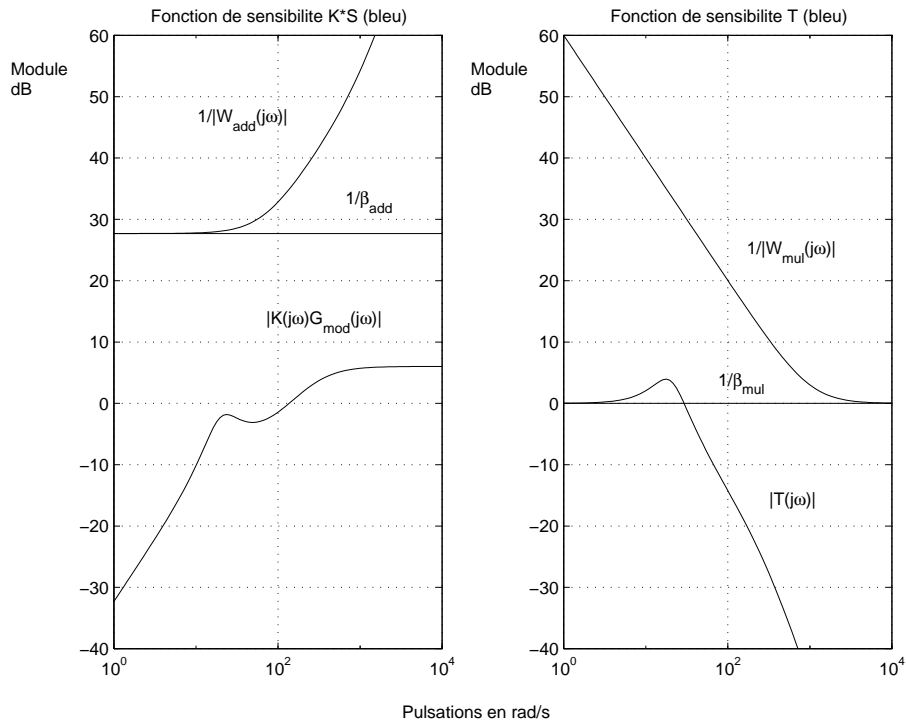 Fonction de sensibilite K*S (bleu)
Module
dB
60
50
40
30
20
10
0
−10
−20
−30
−40
10^0
10^2
10^4
1/|W_add(jω)|
1/β_add
|K(jω)G_mod(jω)|
Fonction de sensibilite T (bleu)
Module
dB
60
50
40
30
20
10
0
−10
−20
−30
−40
10^0
10^2
10^4
1/|W_mul(jω)|
1/β_mul
|T(jω)|
Pulsations en rad/s